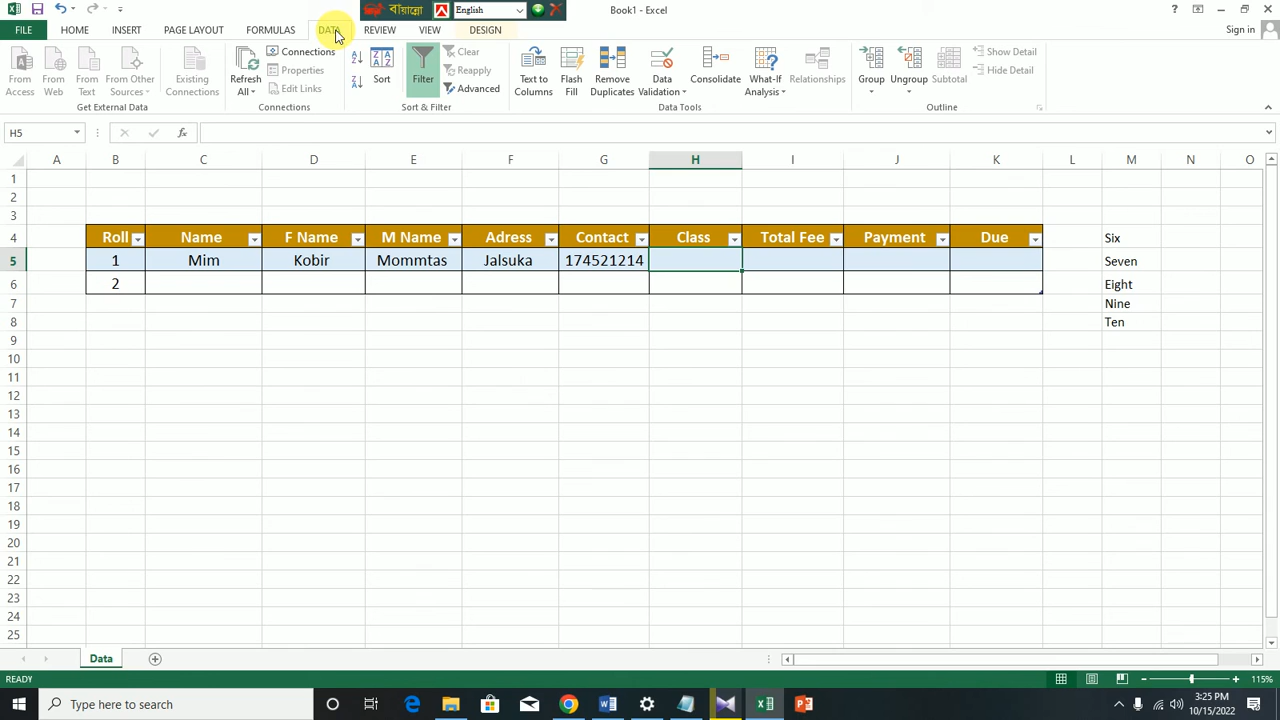 বায়ান্নো English
Book1 - Excel
FILE HOME INSERT PAGE LAYOUT FORMULAS DATA REVIEW VIEW DESIGN Sign in
From Access
From Web
From Text
From Other Sources
Existing Connections
Get External Data
Refresh All
Connections
Properties
Edit Links
Connections
Sort
Filter
Clear
Reapply
Advanced
Sort & Filter
Text to Columns
Flash Fill
Remove Duplicates
Data Validation
Consolidate
What-If Analysis
Relationships
Data Tools
Group
Ungroup
Subtotal
Show Detail
Hide Detail
Outline
H5 fx
A B C D E F G H I J K L M N O
1
2
3
4 Roll Name F Name M Name Adress Contact Class Total Fee Payment Due Six
5 1 Mim Kobir Mommtas Jalsuka 174521214 Seven
6 2 Eight
7 Nine
8 Ten
9
10
11
12
13
14
15
16
17
18
19
20
21
22
23
24
25
Data
READY 115%
Type here to search
3:25 PM
10/15/2022